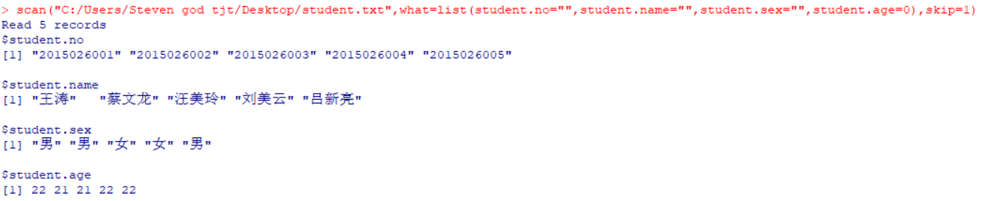 > scan("C:/Users/Steven god tjt/Desktop/student.txt",what=list(student.no="",student.name="",student.sex="",student.age=0),skip=1)
Read 5 records
$student.no
[1] "2015026001" "2015026002" "2015026003" "2015026004" "2015026005"
$student.name
[1] "王涛" "蔡文龙" "汪美玲" "刘美云" "吕新亮"
$student.sex
[1] "男" "男" "女" "女" "男"
$student.age
[1] 22 21 21 22 22